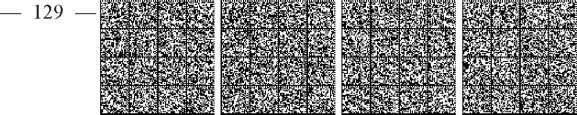 — 129 —